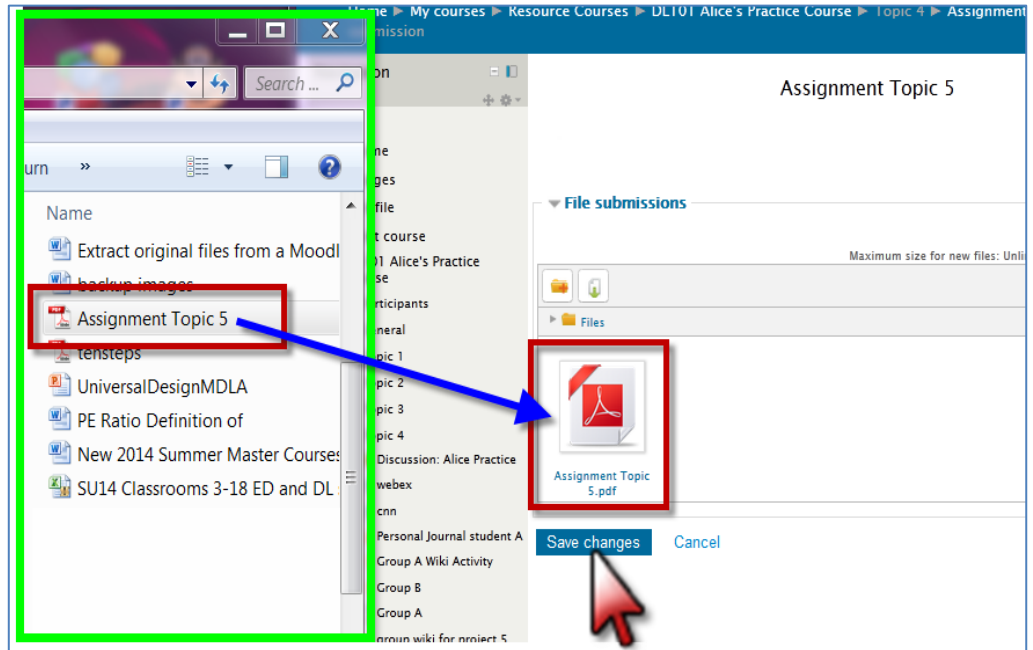 Home ► My courses ► Resource Courses ► DLT01 Alice's Practice Course ► Topic 4 ► Assignment
mission
X
Search ...
urn »
Name
Extract original files from a Moodl
backup images
Assignment Topic 5
tensteps
UniversalDesignMDLA
PE Ratio Definition of
New 2014 Summer Master Courses
SU14 Classrooms 3-18 ED and DL
on
me
ges
file
t course
01 Alice's Practice
se
rticipants
neral
pic 1
pic 2
pic 3
pic 4
Discussion: Alice Practice
webex
cnn
Personal Journal student A
Group A Wiki Activity
Group B
Group A
group wiki for project 5
Assignment Topic 5
File submissions
Maximum size for new files: Unli
Files
Assignment Topic
5.pdf
Save changes
Cancel